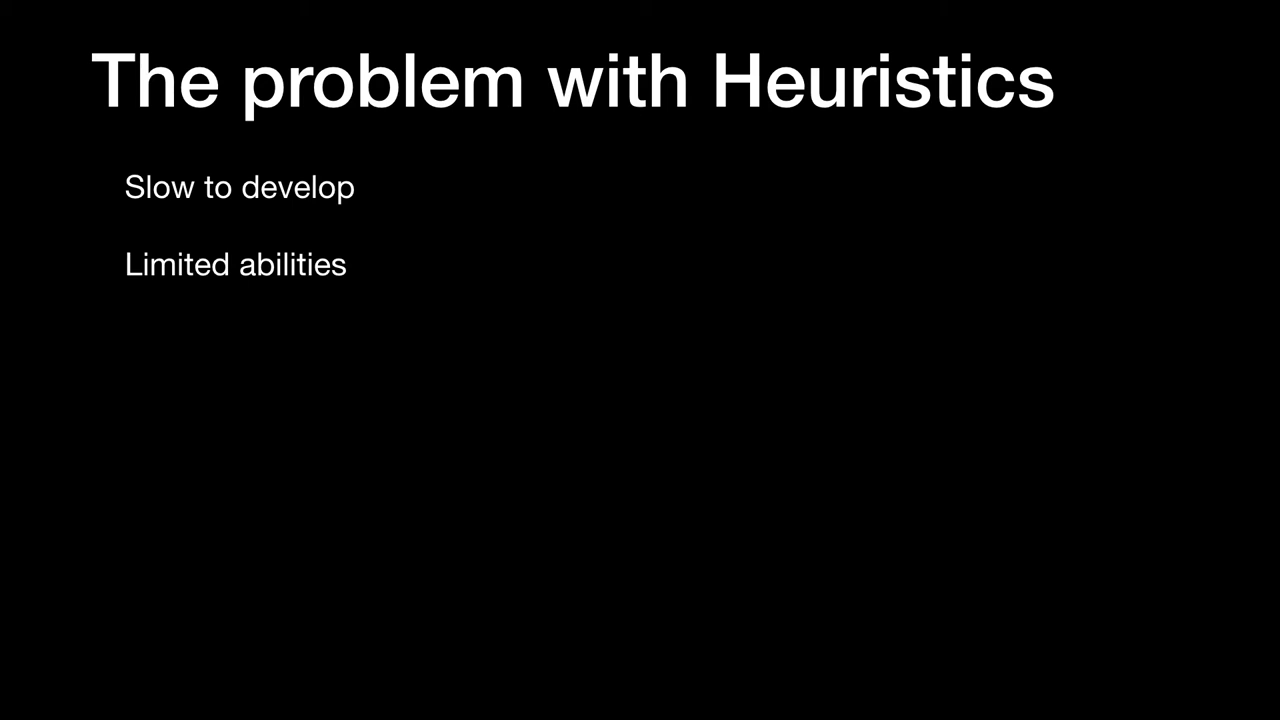 The problem with Heuristics
Slow to develop
Limited abilities